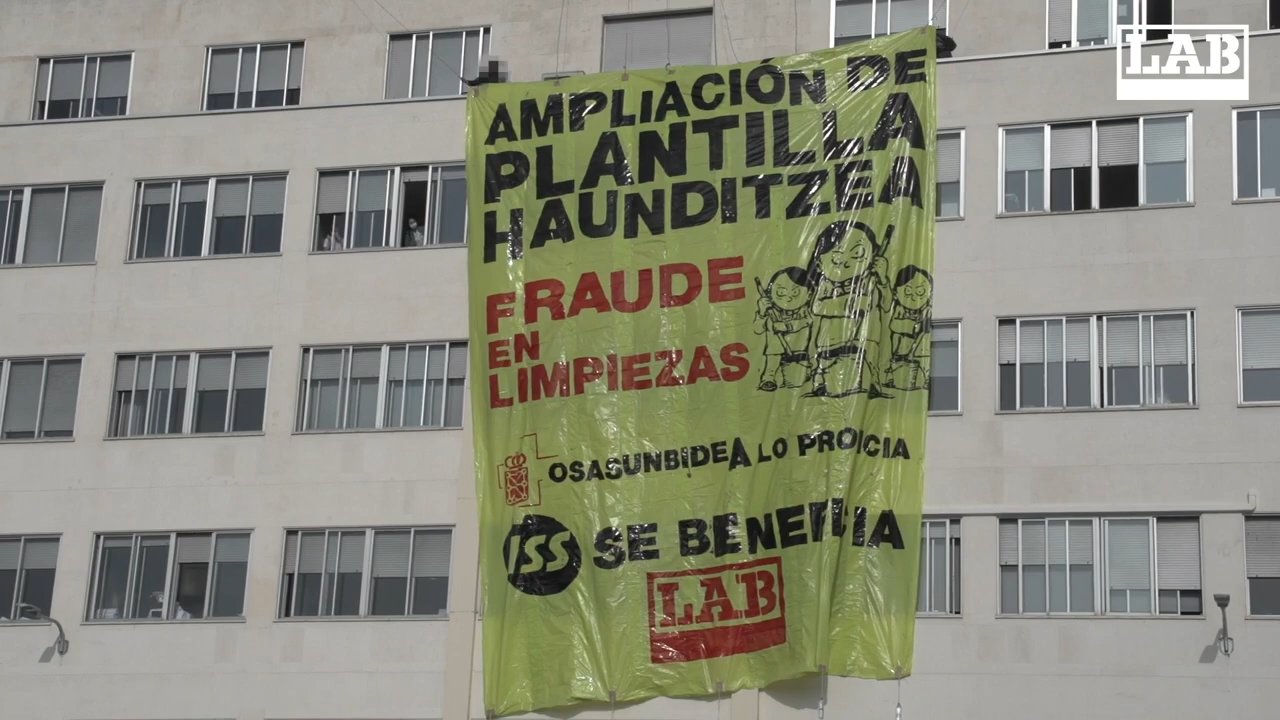 LAB
AMPLIACIÓN DE
PLANTILLA
HAUNDITZEA
FRAUDE
EN
LIMPIEZAS
OSASUNBIDEA LO PROPICIA
ISS SE BENEFICIA
LAB